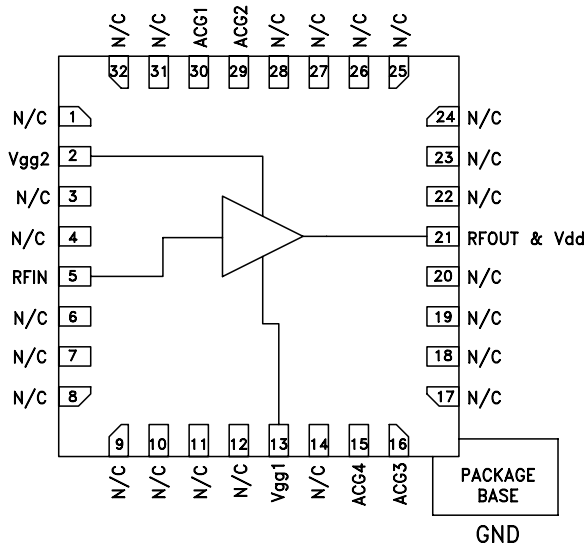 N/C N/C ACG1 ACG2 N/C N/C N/C N/C
32 31 30 29 28 27 26 25
N/C 1
Vgg2 2
N/C 3
N/C 4
RFIN 5
N/C 6
N/C 7
N/C 8
24 N/C
23 N/C
22 N/C
21 RFOUT & Vdd
20 N/C
19 N/C
18 N/C
17 N/C
9 10 11 12 13 14 15 16
N/C N/C N/C N/C Vgg1 N/C ACG4 ACG3
PACKAGE
BASE
GND